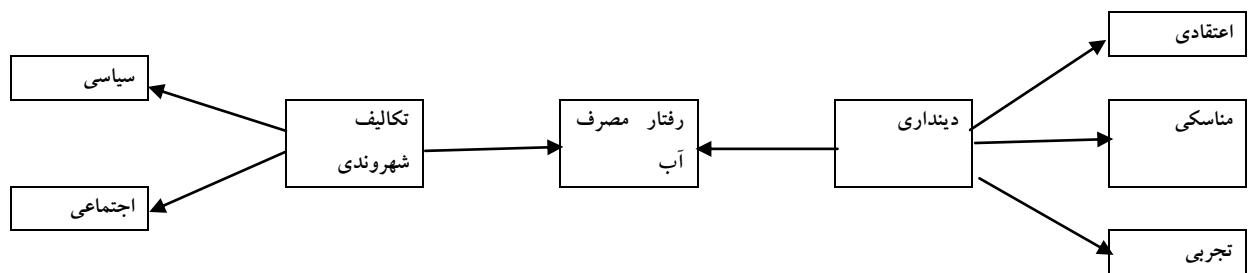 اعتقادی
سیاسی
مناسکی
دینداری
رفتار مصرف
آب
تکالیف
شهروندی
اجتماعی
تجربی